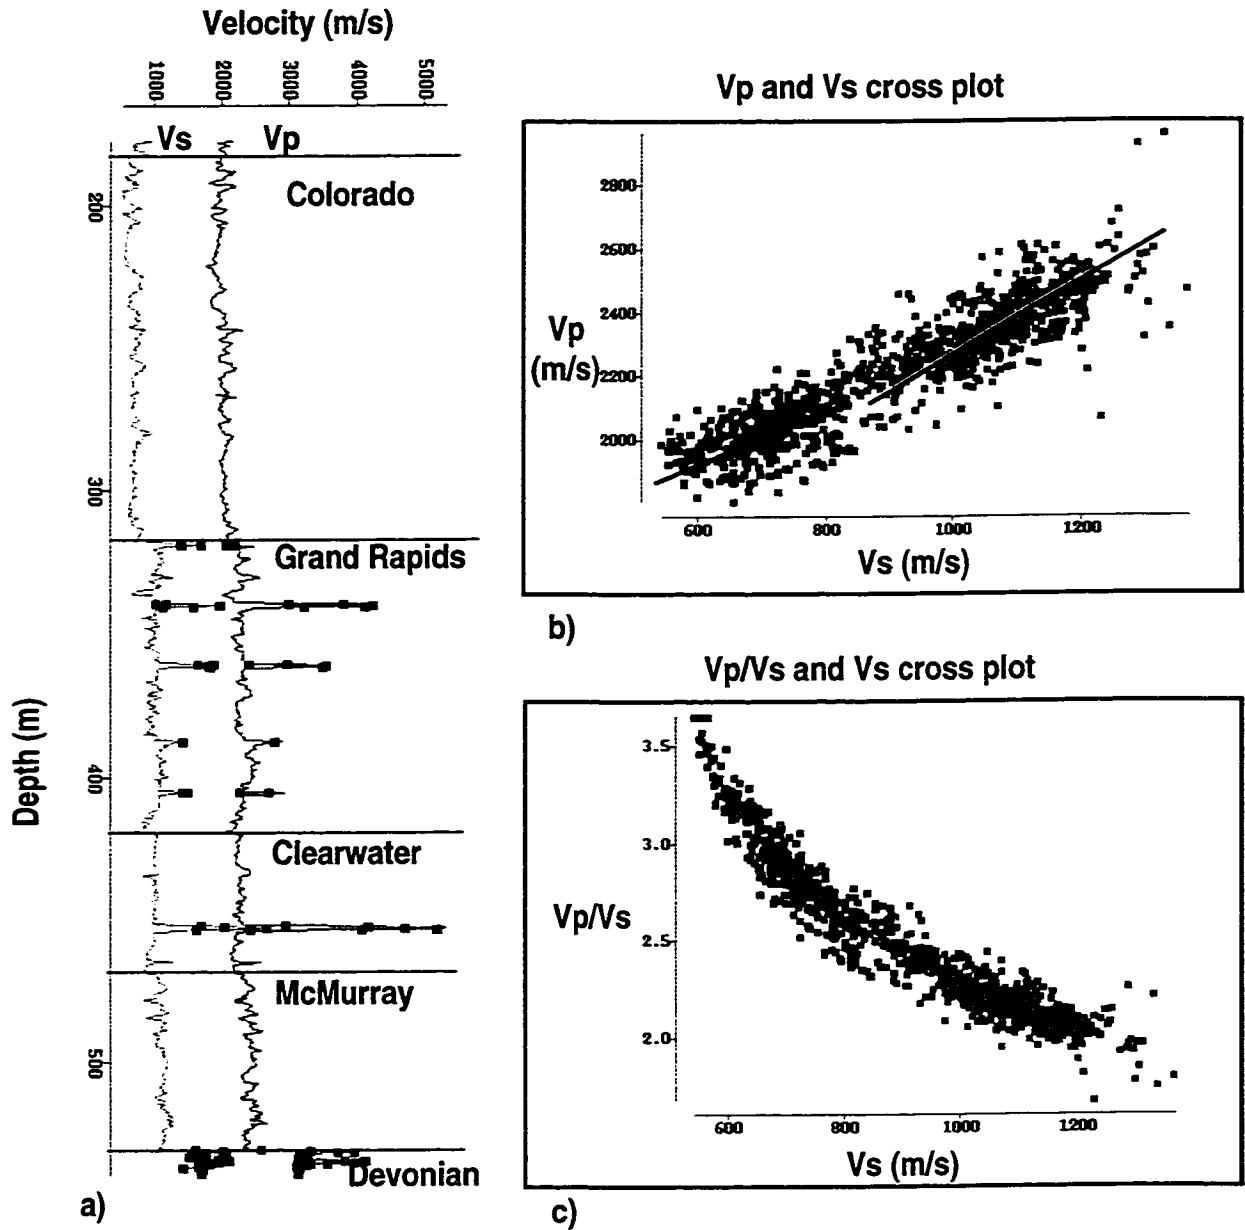 Velocity (m/s)
1000 2000 3000 4000 5000
Vs Vp
Colorado
200
300
Grand Rapids
Depth (m)
400
Clearwater
McMurray
500
Devonian
a)
Vp and Vs cross plot
2800
2600
2400
Vp
(m/s)
2200
2000
600 800 1000 1200
Vs (m/s)
b)
Vp/Vs and Vs cross plot
3.5
3.0
Vp/Vs
2.5
2.0
600 800 1000 1200
Vs (m/s)
c)